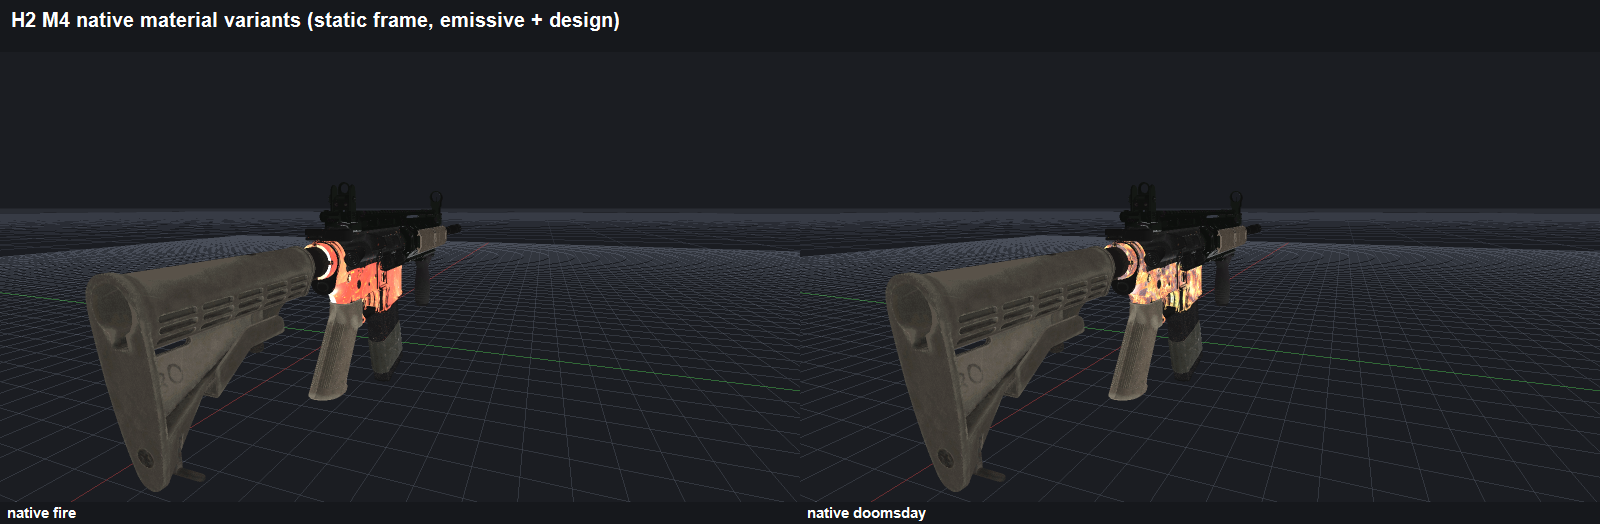 H2 M4 native material variants (static frame, emissive + design)
native fire
native doomsday